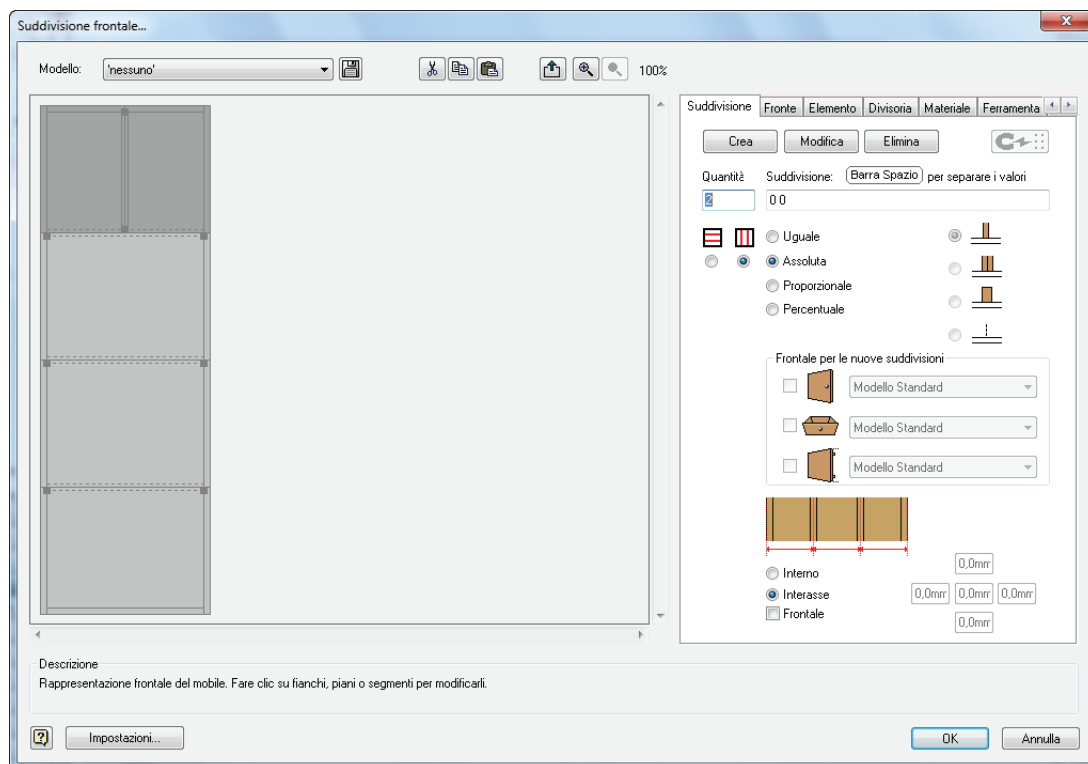 Suddivisione frontale...
Modello: 'nessuno' 100%
Suddivisione Fronte Elemento Divisoria Materiale Ferramenta
Crea Modifica Elimina
Quantità Suddivisione: Barra Spazio per separare i valori
2 0 0
Uguale
Assoluta
Proporzionale
Percentuale
Frontale per le nuove suddivisioni
Modello Standard
Modello Standard
Modello Standard
Interno
Interasse
Frontale
0,0mm
0,0mm 0,0mm 0,0mm
0,0mm
Descrizione
Rappresentazione frontale del mobile. Fare clic su fianchi, piani o segmenti per modificarli.
Impostazioni... OK Annulla